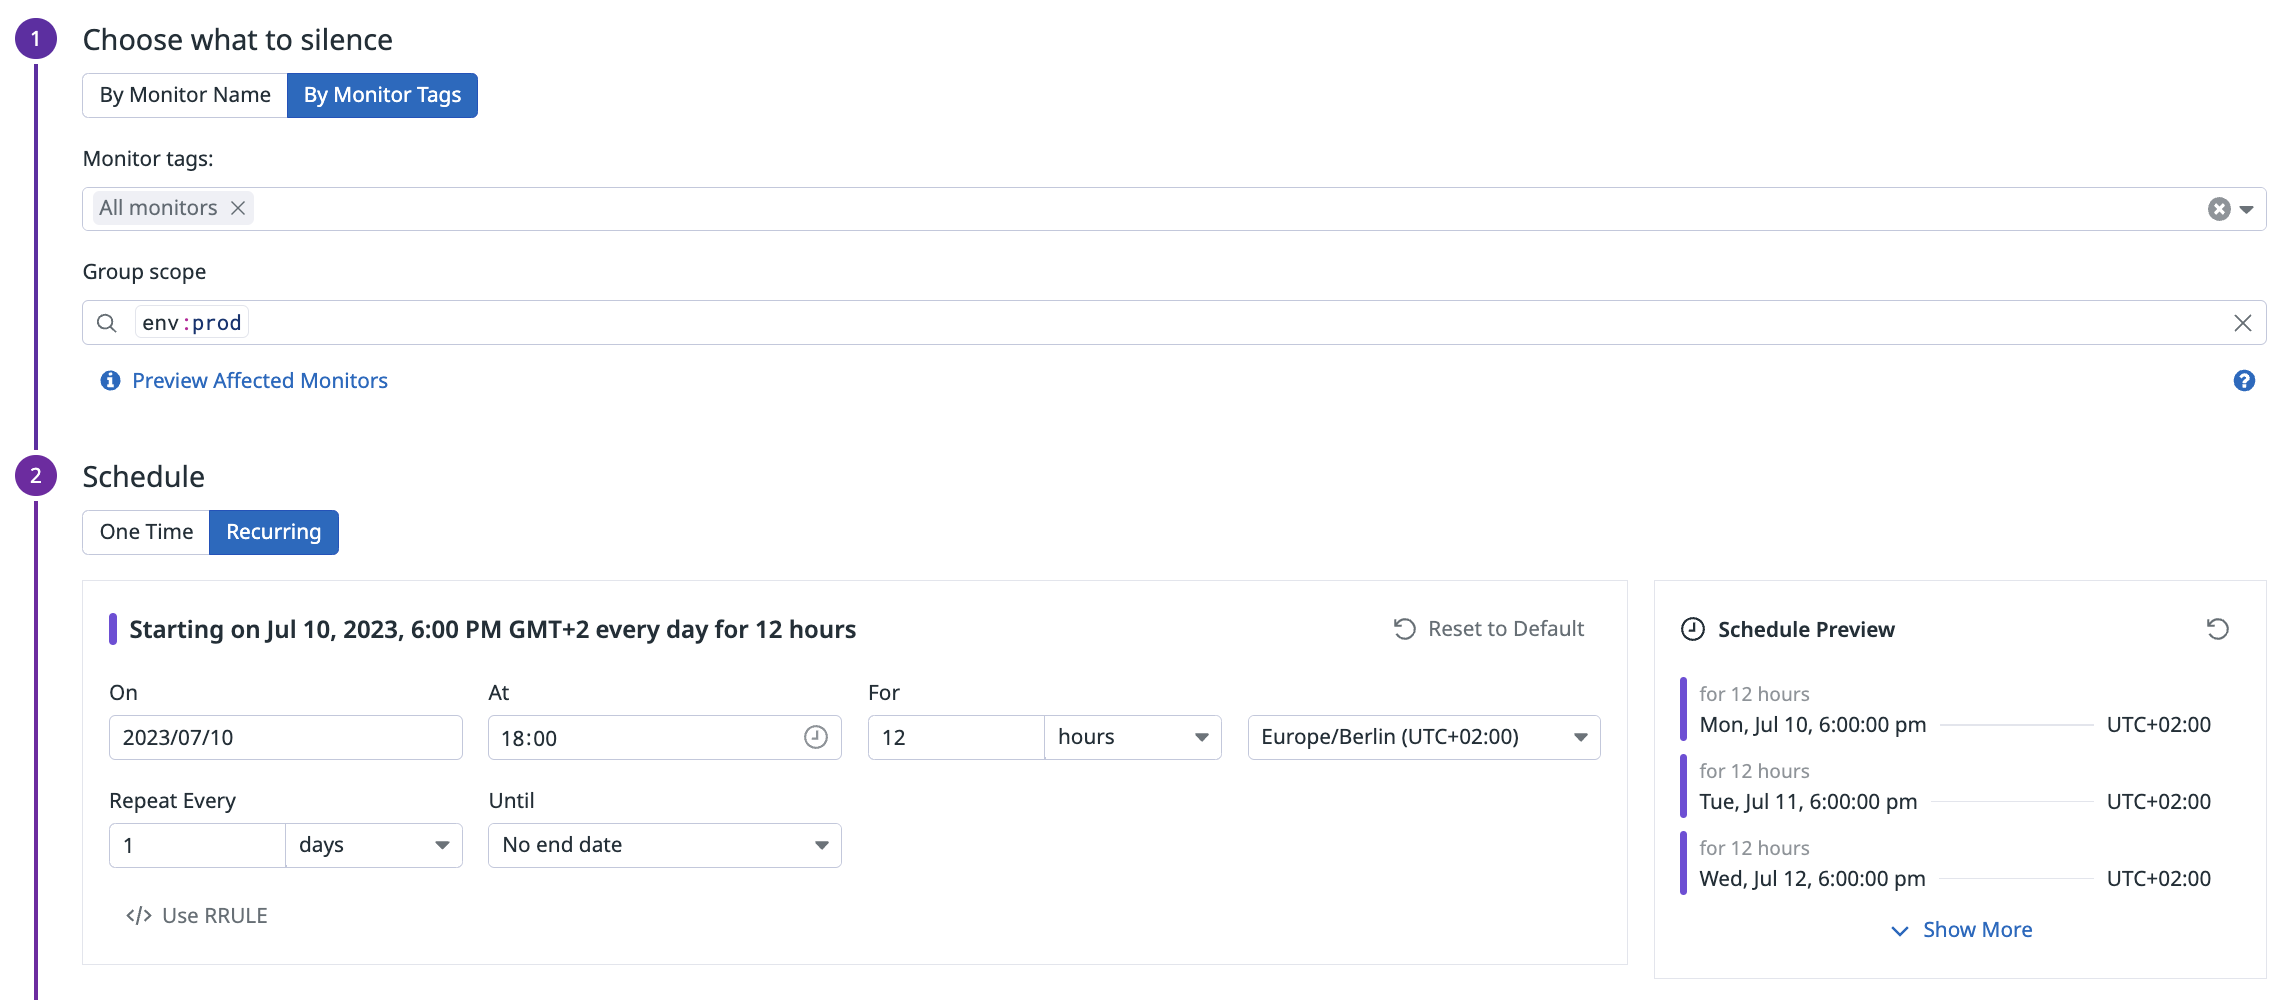 1
Choose what to silence
By Monitor Name By Monitor Tags
Monitor tags:
All monitors
Group scope
env:prod
Preview Affected Monitors
2
Schedule
One Time Recurring
Starting on Jul 10, 2023, 6:00 PM GMT+2 every day for 12 hours
Reset to Default
On At For
2023/07/10 18:00 12 hours Europe/Berlin (UTC+02:00)
Repeat Every Until
1 days No end date
</> Use RRULE
Schedule Preview
for 12 hours
Mon, Jul 10, 6:00:00 pm UTC+02:00
for 12 hours
Tue, Jul 11, 6:00:00 pm UTC+02:00
for 12 hours
Wed, Jul 12, 6:00:00 pm UTC+02:00
Show More